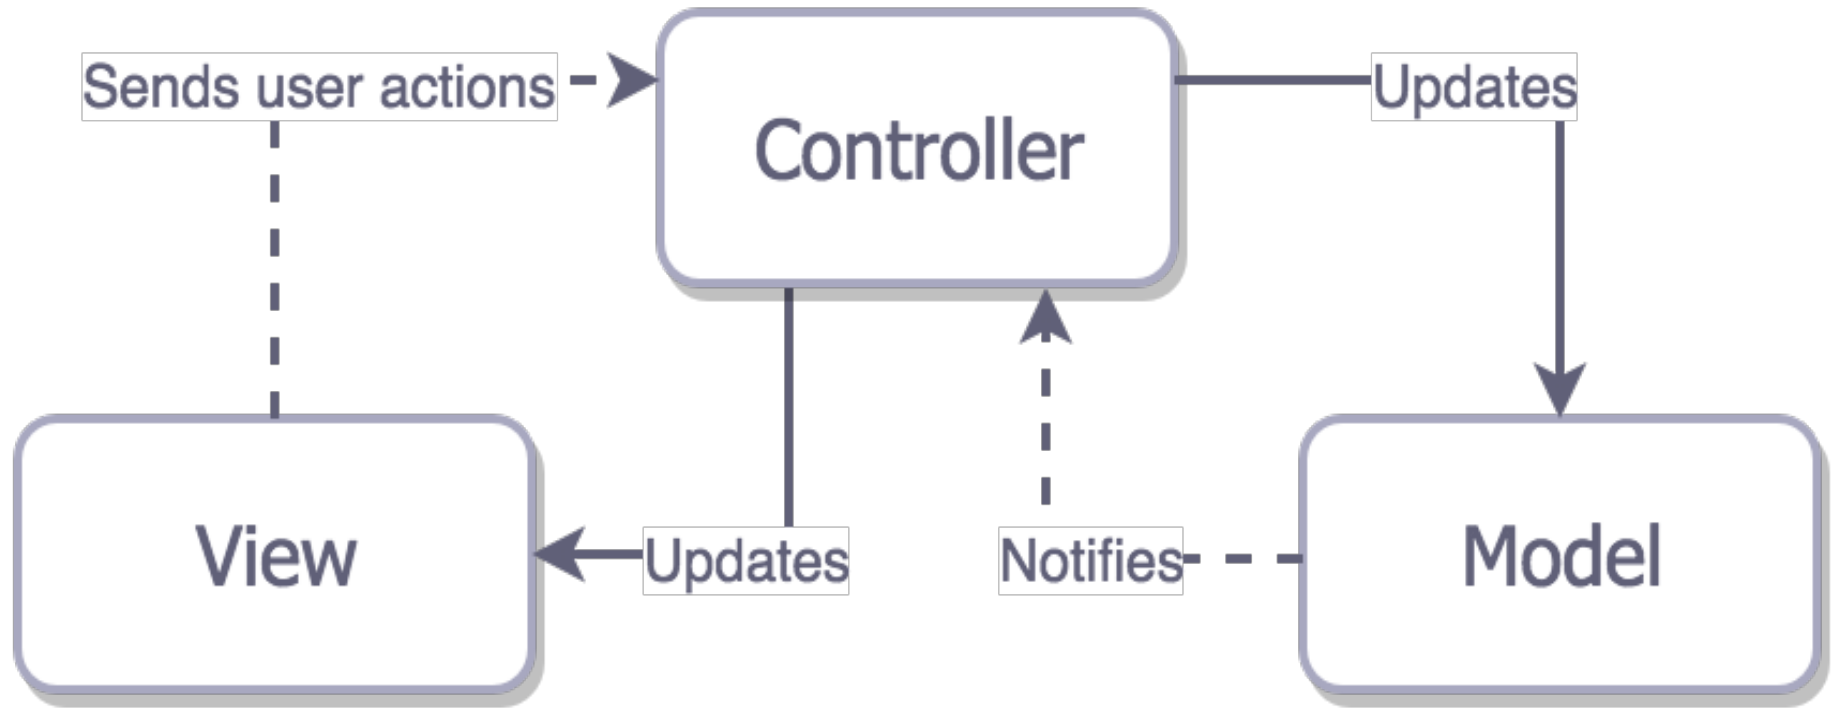 Sends user actions
Controller
Updates
View
Updates
Notifies
Model